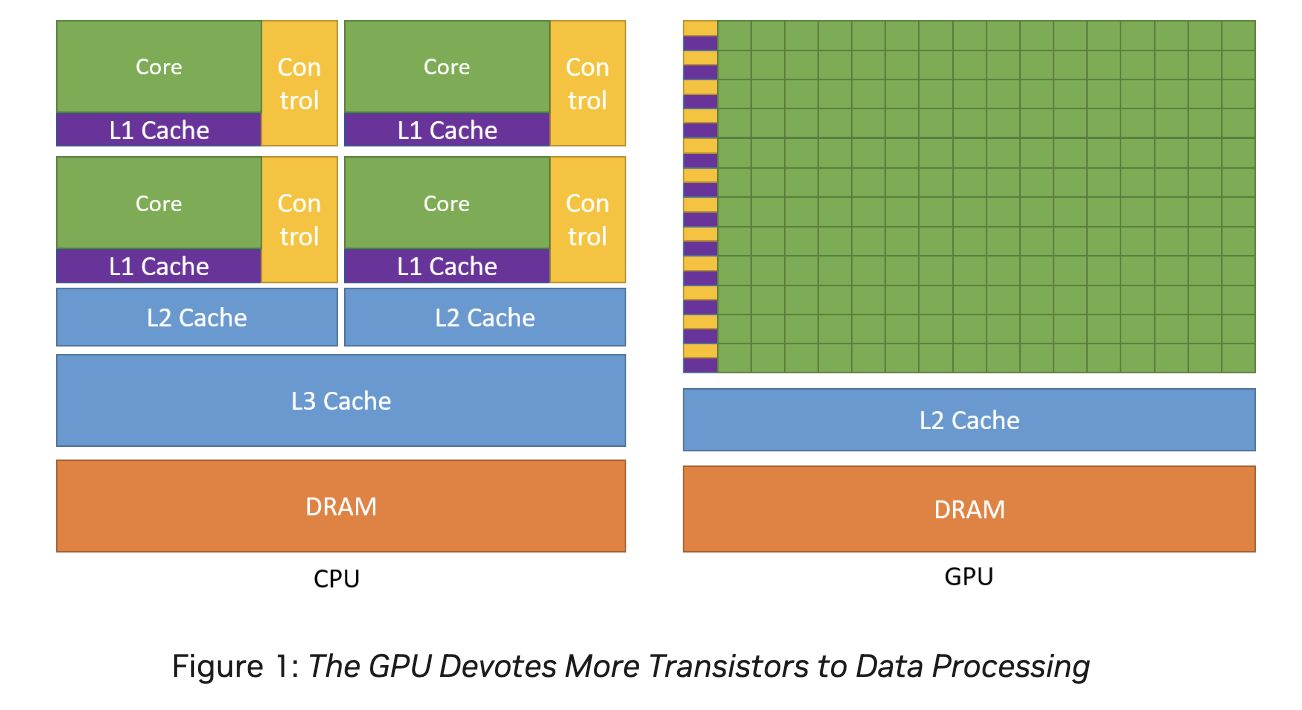 Core
Con
trol
L1 Cache
Core
Con
trol
L1 Cache
Core
Con
trol
L1 Cache
Core
Con
trol
L1 Cache
L2 Cache
L2 Cache
L3 Cache
DRAM
CPU
L2 Cache
DRAM
GPU
Figure 1: The GPU Devotes More Transistors to Data Processing